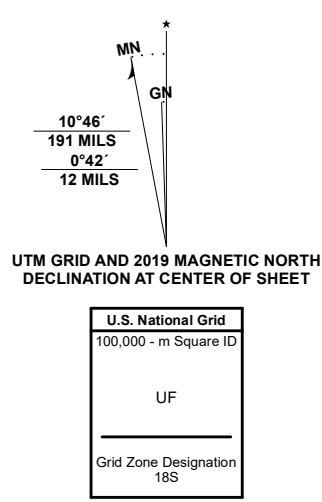 ★
MN
GN
10°46´
191 MILS
0°42´
12 MILS
UTM GRID AND 2019 MAGNETIC NORTH
DECLINATION AT CENTER OF SHEET
U.S. National Grid
100,000 - m Square ID
UF
Grid Zone Designation
18S